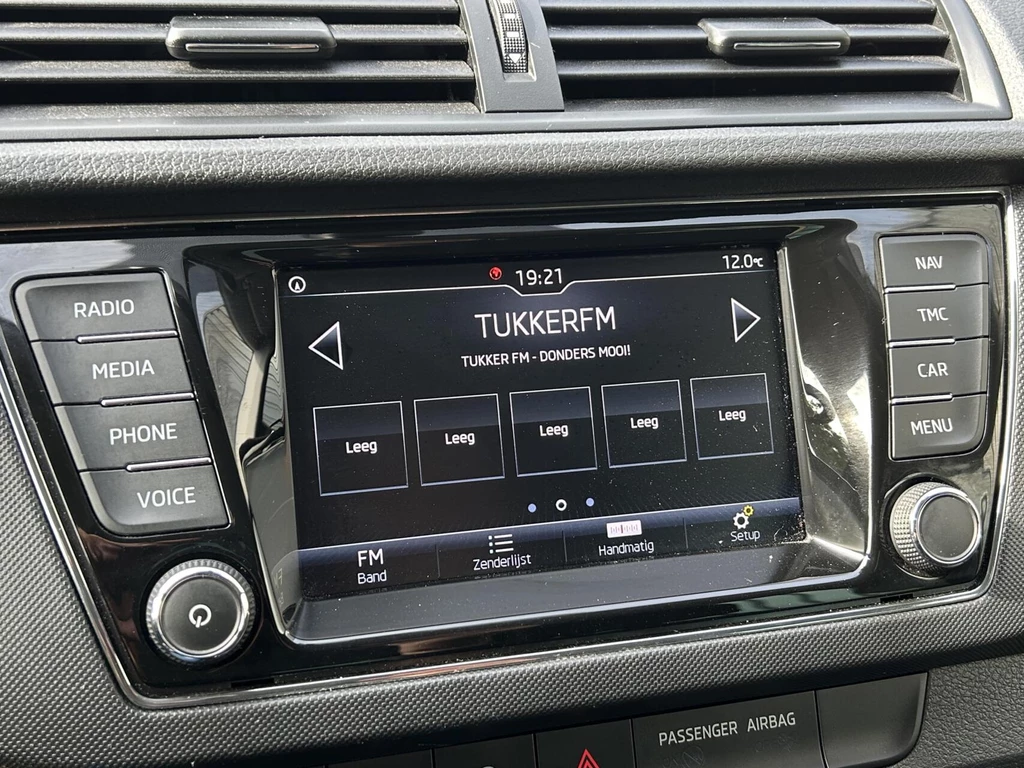 19:21
12.0°C
TUKKERFM
TUKKER FM - DONDERS MOOI!
Leeg Leeg Leeg Leeg Leeg
FM
Band
Zenderlijst
Handmatig
Setup
RADIO
MEDIA
PHONE
VOICE
NAV
TMC
CAR
MENU
PASSENGER AIRBAG